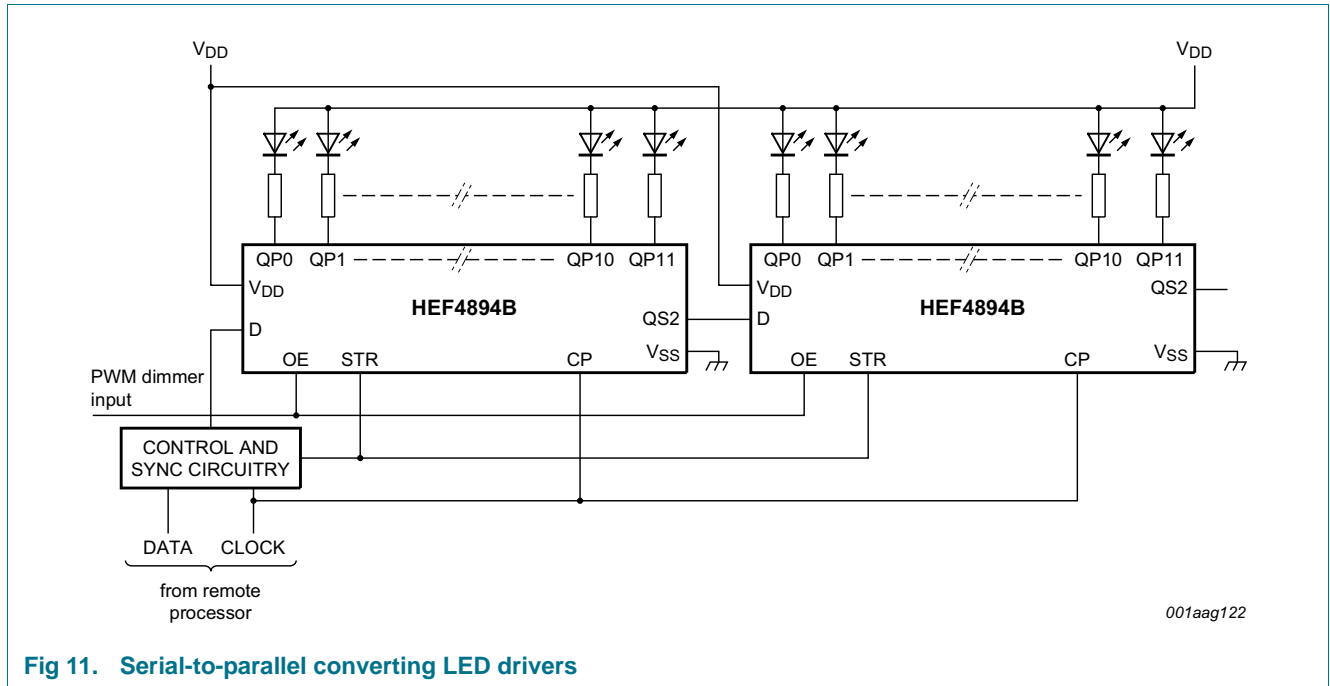 VDD VDD
QP0 QP1 QP10 QP11 QP0 QP1 QP10 QP11
VDD HEF4894B VDD HEF4894B QS2
D QS2 D
OE STR CP VSS OE STR CP VSS
PWM dimmer
input
CONTROL AND
SYNC CIRCUITRY
DATA CLOCK
from remote
processor
001aag122
Fig 11. Serial-to-parallel converting LED drivers